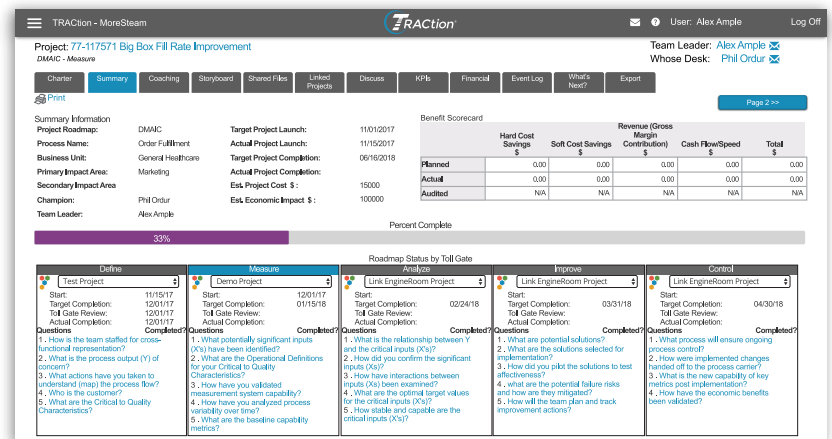 TRACtion - MoreSteam
TRACtion
User: Alex Ample
Log Off
Project: 77-117571 Big Box Fill Rate Improvement
DMAIC - Measure
Team Leader: Alex Ample
Whose Desk: Phil Ordur
Charter
Summary
Coaching
Storyboard
Shared Files
Linked
Projects
Discuss
KPIs
Financial
Event Log
What's
Next?
Export
Print
Page 2 >>
Summary Information
Project Roadmap: DMAIC Target Project Launch: 11/01/2017
Process Name: Order Fulfillment Actual Project Launch: 11/15/2017
Business Unit: General Healthcare Target Project Completion: 06/16/2018
Primary Impact Area: Marketing Actual Project Completion:
Secondary Impact Area Est. Project Cost $ : 15000
Champion: Phil Ordur Est. Economic Impact $ : 100000
Team Leader: Alex Ample
Benefit Scorecard
Hard Cost
Savings
$
Soft Cost Savings
$
Revenue (Gross
Margin
Contribution)
$
Cash Flow/Speed
$
Total
$
Planned 0.00 0.00 0.00 0.00 0.00
Actual 0.00 0.00 0.00 0.00 0.00
Audited N/A N/A N/A N/A N/A
Percent Complete
33%
Roadmap Status by Toll Gate
Define
Test Project
Start: 11/15/17
Target Completion: 12/01/17
Toll Gate Review: 12/01/17
Actual Completion: 12/01/17
Questions Completed?
1 . How is the team staffed for cross-
functional representation?
2 . What is the process output (Y) of
concern?
3 . What actions have you taken to
understand (map) the process flow?
4 . Who is the customer?
5 . What are the Critical to Quality
Characteristics?
Measure
Demo Project
Start: 12/01/17
Target Completion: 01/15/18
Toll Gate Review:
Actual Completion:
Questions Completed?
1 . What potentially significant inputs
(X's) have been identified?
2 . What are the Operational Definitions
for your Critical to Quality
Characteristics?
3 . How have you validated
measurement system capability?
4 . How have you analyzed process
variability over time?
5 . What are the baseline capability
metrics?
Analyze
Link EngineRoom Project
Start:
Target Completion: 02/24/18
Toll Gate Review:
Actual Completion:
Questions Completed?
1 . What is the relationship between Y
and the critical inputs (X's)?
2 . How did you confirm the significant
inputs (Xs)?
3 . How have interactions between
inputs (Xs) been examined?
4 . What are the optimal target values
for the critical inputs (X's)?
5 . How stable and capable are the
critical inputs (X's)?
Improve
Link EngineRoom Project
Start:
Target Completion: 03/31/18
Toll Gate Review:
Actual Completion:
Questions Completed?
1 . What are potential solutions?
2 . What are the solutions selected for
implementation?
3 . How did you pilot the solutions to test
effectiveness?
4 . what are the potential failure risks
and how are they mitigated?
5 . How will the team plan and track
improvement actions?
Control
Link EngineRoom Project
Start:
Target Completion: 04/30/18
Toll Gate Review:
Actual Completion:
Questions Completed?
1 . What process will ensure ongoing
process control?
2 . How were implemented changes
handed off to the process carrier?
3 . What is the new capability of key
metrics post implementation?
4 . How have the economic benefits
been validated?